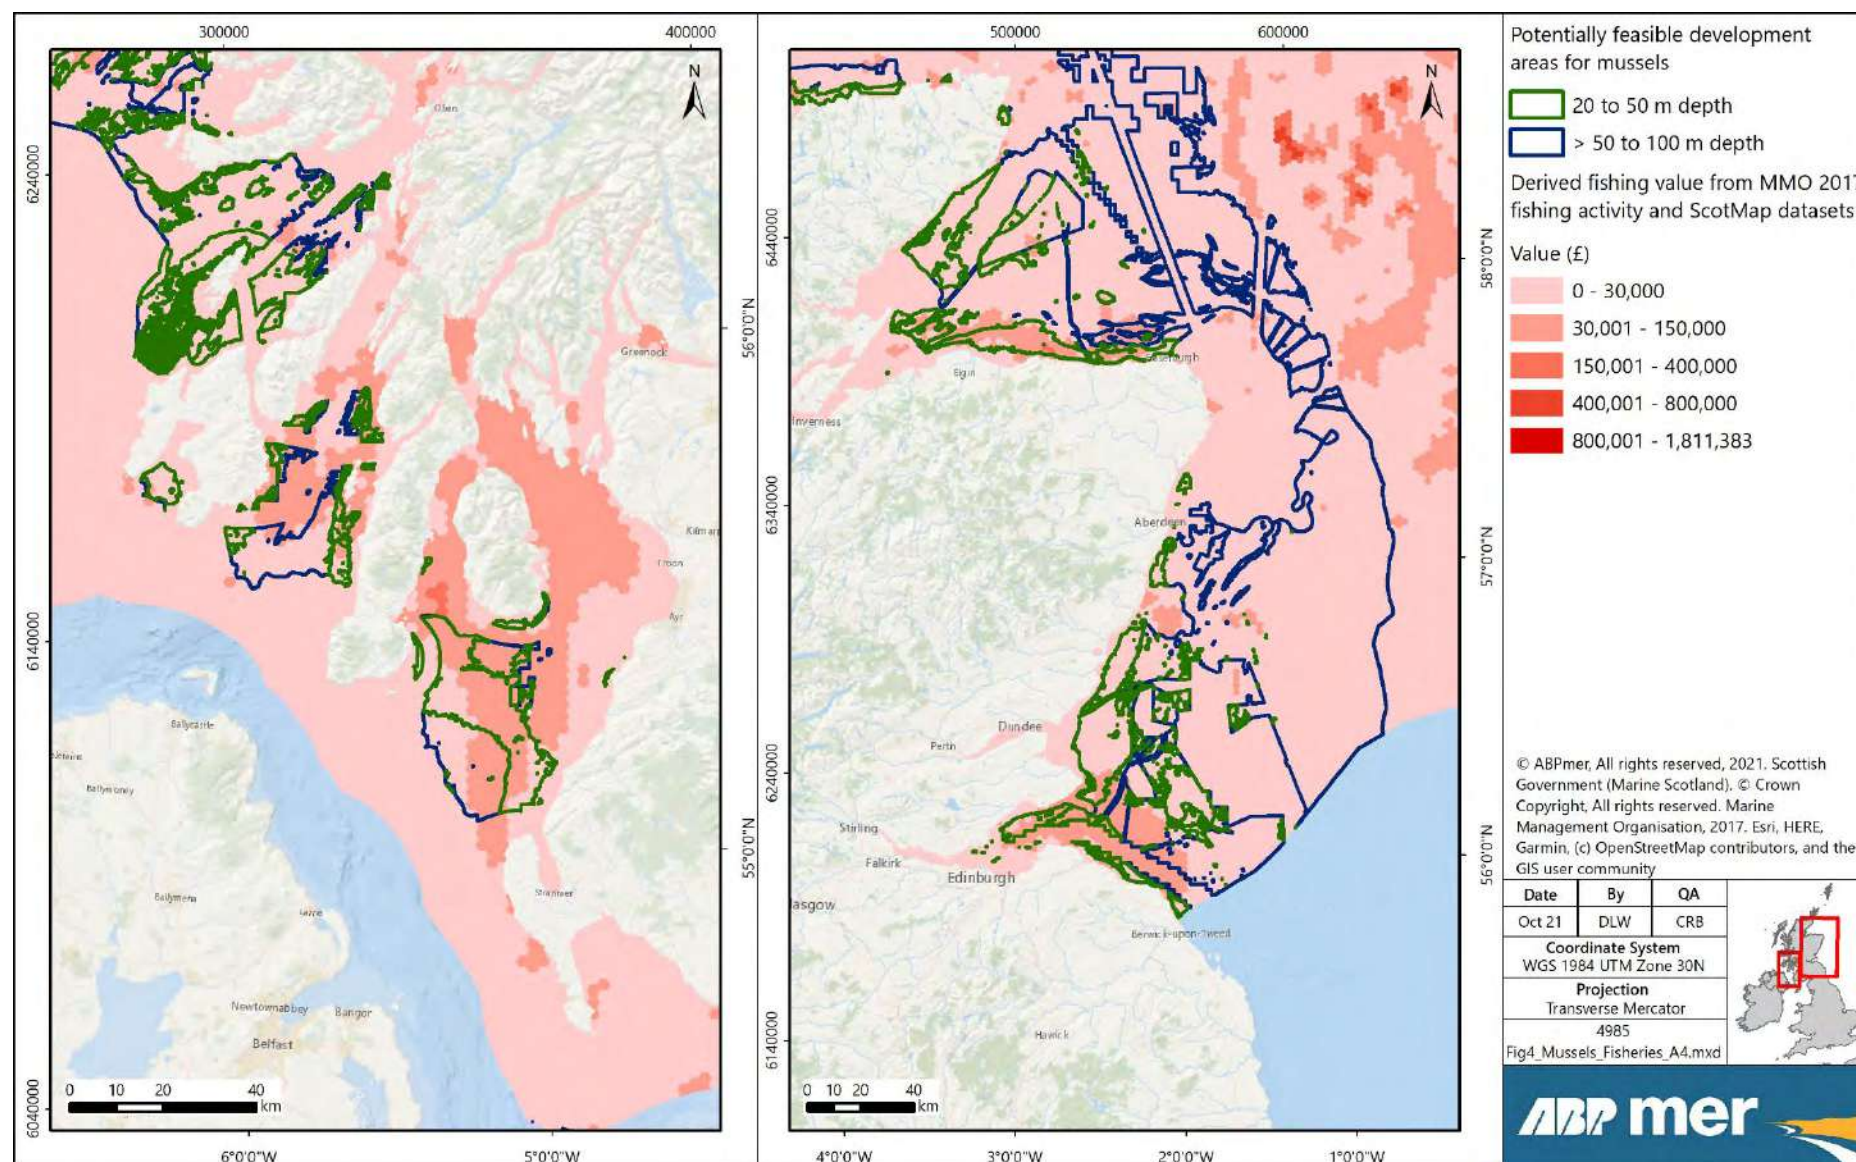 300000
400000
500000
600000
N
N
Oban
Greenock
Troon
Ayr
Ballycastle
Ballymoney
Ballymena
Larne
Stranraer
Newtownabbey
Bangor
Belfast
0 10 20 40
km
6240000
6140000
6040000
56°0'0"N
55°0'0"N
6°0'0"W
5°0'0"W
Elgin
Inverness
Aberdeen
Dundee
Perth
Stirling
Falkirk
Edinburgh
Berwick-upon-Tweed
Hawick
0 10 20 40
km
6440000
6340000
6240000
6140000
58°0'0"N
57°0'0"N
56°0'0"N
4°0'0"W
3°0'0"W
2°0'0"W
1°0'0"W
Potentially feasible development
areas for mussels
20 to 50 m depth
> 50 to 100 m depth
Derived fishing value from MMO 2017
fishing activity and ScotMap datasets
Value (£)
0 - 30,000
30,001 - 150,000
150,001 - 400,000
400,001 - 800,000
800,001 - 1,811,383
© ABPmer, All rights reserved, 2021. Scottish
Government (Marine Scotland). © Crown
Copyright, All rights reserved. Marine
Management Organisation, 2017. Esri, HERE,
Garmin, (c) OpenStreetMap contributors, and the
GIS user community
Date By QA
Oct 21 DLW CRB
Coordinate System
WGS 1984 UTM Zone 30N
Projection
Transverse Mercator
4985
Fig4_Mussels_Fisheries_A4.mxd
ABPmer